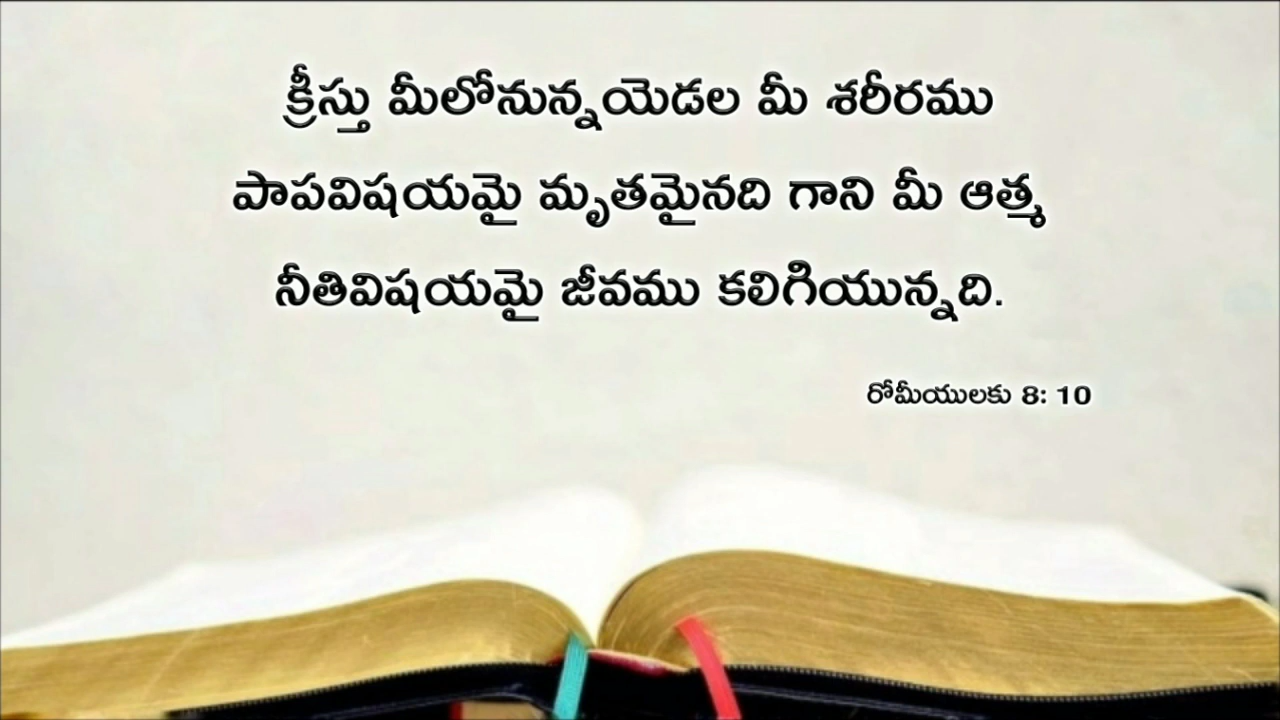 క్రీస్తు మీలోనున్నయెడల మీ శరీరము
పాపవిషయమై మృతమైనది గాని మీ ఆత్మ
నీతివిషయమై జీవము కలిగియున్నది.
రోమీయులకు 8: 10